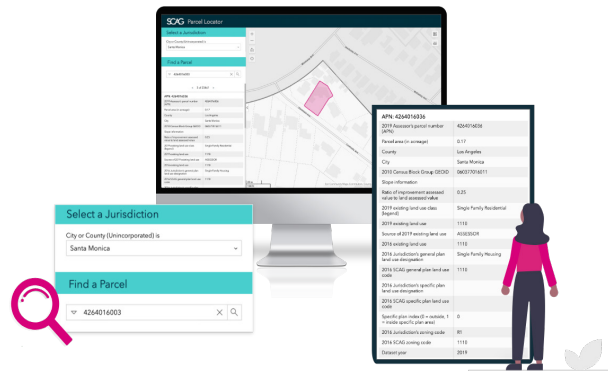 SCAG Parcel Locator
Select a Jurisdiction
City or County (Unincorporated) is
Santa Monica
Find a Parcel
Select a Jurisdiction
City or County (Unincorporated) is
Santa Monica
Find a Parcel
4264016003
APN: 4264016036
2019 Assessor's parcel number 4264016036
(APN)
Parcel area (in acreage) 0.17
County Los Angeles
City Santa Monica
2010 Census Block Group GEOID 060377016011
Slope information
Ratio of improvement assessed 0.25
value to land assessed value
2019 existing land use class Single Family Residential
(legend)
2019 existing land use 1110
Source of 2019 existing land use ASSESSOR
2016 existing land use 1110
2016 Jurisdiction's general plan Single Family Housing
land use designation
2016 SCAG general plan land use 1110
code
2016 Jurisdiction's specific plan
land use designation
2016 SCAG specific plan land use
code
Specific plan index (0 = outside, 1 0
= inside specific plan area)
2016 Jurisdiction's zoning code R1
2016 SCAG zoning code 1110
Dataset year 2019